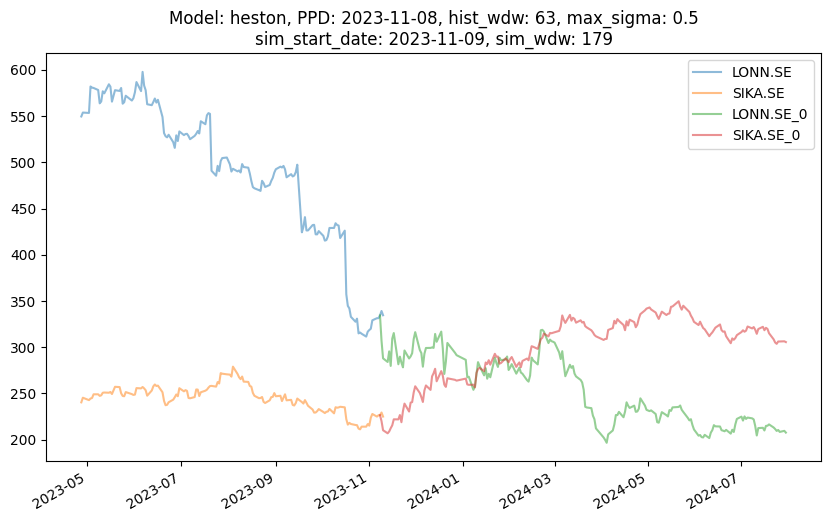 Model: heston, PPD: 2023-11-08, hist_wdw: 63, max_sigma: 0.5
sim_start_date: 2023-11-09, sim_wdw: 179
LONN.SE
SIKA.SE
LONN.SE_0
SIKA.SE_0
600
550
500
450
400
350
300
250
200
2023-05
2023-07
2023-09
2023-11
2024-01
2024-03
2024-05
2024-07